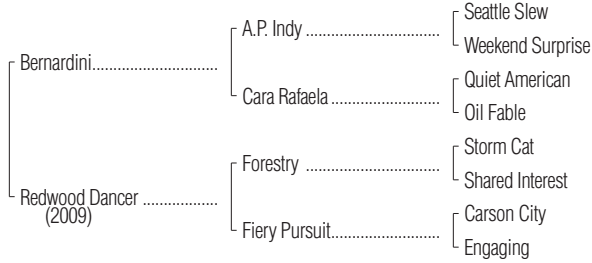 Seattle Slew
A.P. Indy ............................
Weekend Surprise
Bernardini..........................
Quiet American
Cara Rafaela.......................
Oil Fable
Storm Cat
Forestry ............................
Shared Interest
Redwood Dancer ................
(2009)
Carson City
Fiery Pursuit.......................
Engaging